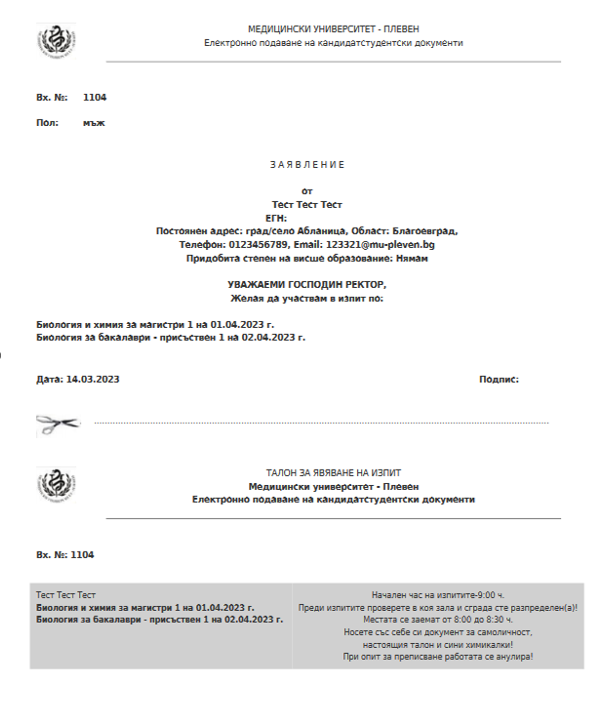 МЕДИЦИНСКИ УНИВЕРСИТЕТ - ПЛЕВЕН
Електронно подаване на кандидатстудентски документи
Вх. №: 1104
Пол: мъж
ЗАЯВЛЕНИЕ
от
Тест Тест Тест
ЕГН:
Постоянен адрес: град/село Абланица, Област: Благоевград,
Телефон: 0123456789, Email: 123321@mu-pleven.bg
Придобита степен на висше образование: Нямам
УВАЖАЕМИ ГОСПОДИН РЕКТОР,
Желая да участвам в изпит по:
Биология и химия за магистри 1 на 01.04.2023 г.
Биология за бакалаври - присъствен 1 на 02.04.2023 г.
Дата: 14.03.2023 Подпис:
ТАЛОН ЗА ЯВЯВАНЕ НА ИЗПИТ
Медицински университет - Плевен
Електронно подаване на кандидатстудентски документи
Вх. №: 1104
Тест Тест Тест
Биология и химия за магистри 1 на 01.04.2023 г.
Биология за бакалаври - присъствен 1 на 02.04.2023 г.
Начален час на изпитите-9:00 ч.
Преди изпитите проверете в коя зала и сграда сте разпределен(а)!
Местата се заемат от 8:00 до 8:30 ч.
Носете със себе си документ за самоличност,
настоящия талон и сини химикалки!
При опит за преписване работата се анулира!